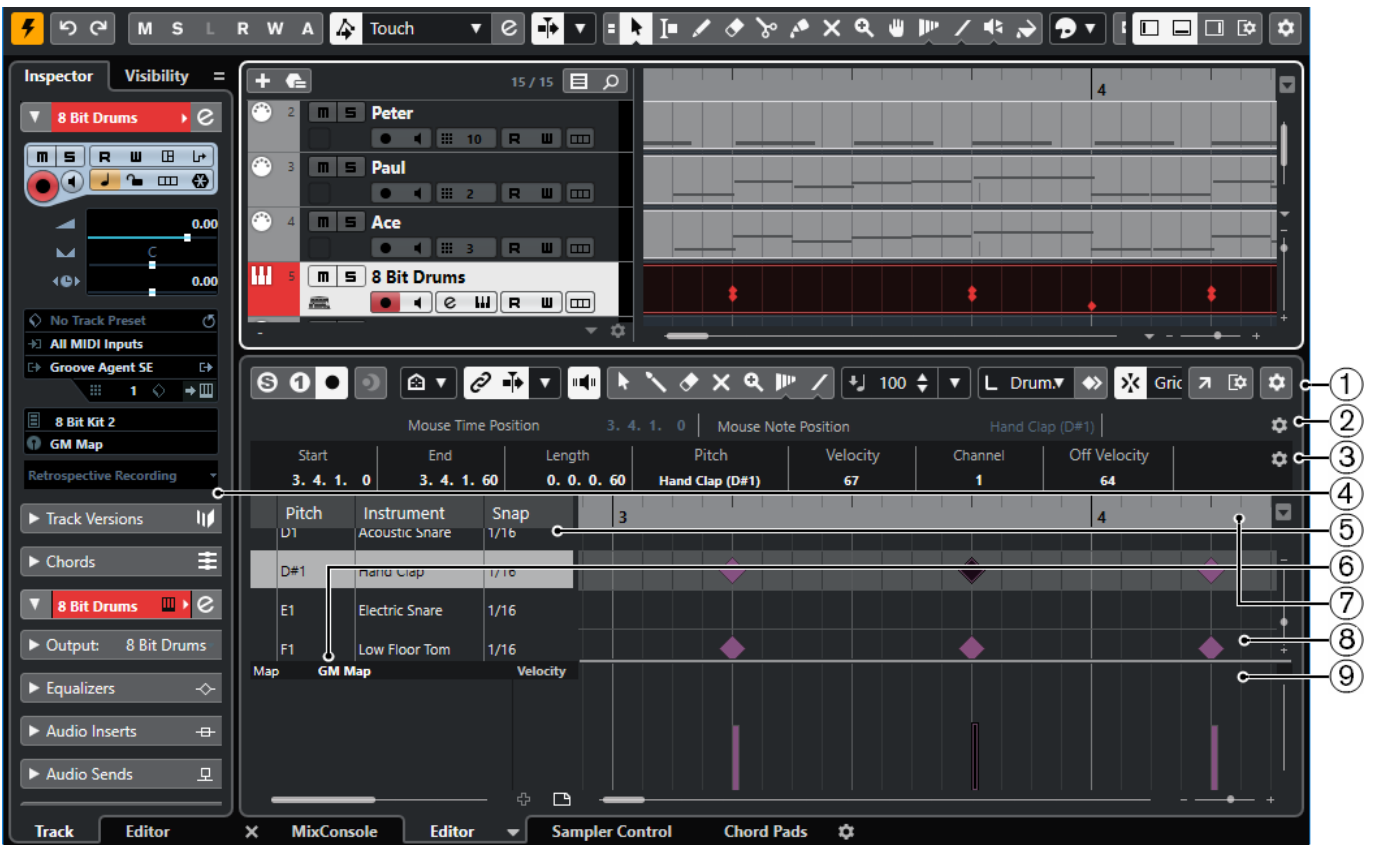 M S L R W A Touch
Inspector Visibility
15 / 15
4
8 Bit Drums
2 m S Peter
R W
10 R W
3 m S Paul
2 R W
0.00
4 m S Ace
C
3 R W
0.00
5 m S 8 Bit Drums
R W
No Track Preset
All MIDI Inputs
Groove Agent SE
1
S 1 100 L Drum. Gric
1
8 Bit Kit 2
GM Map
Mouse Time Position 3. 4. 1. 0 Mouse Note Position Hand Clap (D#1)
2
Start End Length Pitch Velocity Channel Off Velocity
3
Retrospective Recording
3. 4. 1. 0 3. 4. 1. 60 0. 0. 0. 60 Hand Clap (D#1) 67 1 64
4
Track Versions
Pitch Instrument Snap 3 4
D1 Acoustic Snare 1/16
5
Chords
D#1 Hand Clap 1/16
6
8 Bit Drums
E1 Electric Snare 1/16
7
Output: 8 Bit Drums
F1 Low Floor Tom 1/16
8
Map GM Map Velocity
9
Equalizers
Audio Inserts
Audio Sends
Track Editor MixConsole Editor Sampler Control Chord Pads